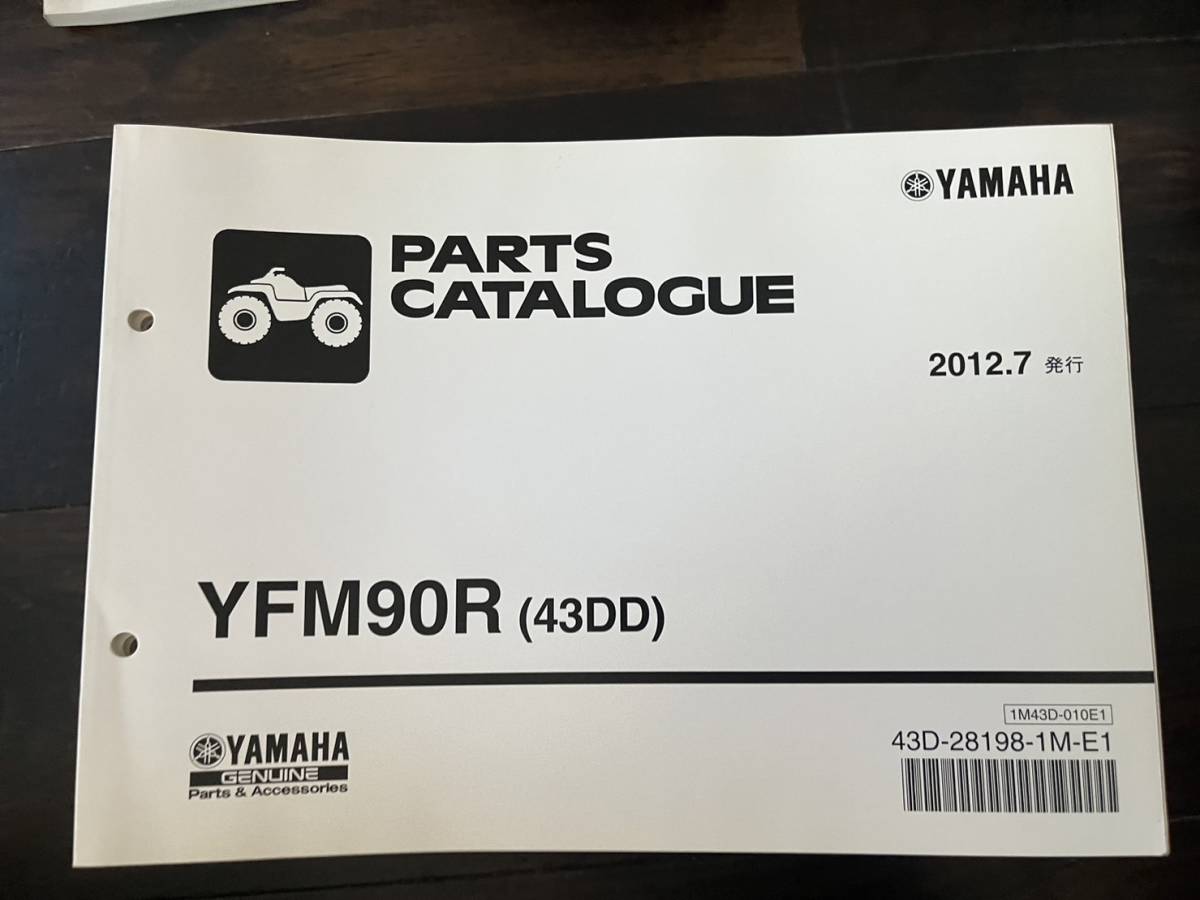 YAMAHA
PARTS
CATALOGUE
2012.7 発行
YFM90R (43DD)
1M43D-010E1
43D-28198-1M-E1
YAMAHA
GENUINE
Parts & Accessories